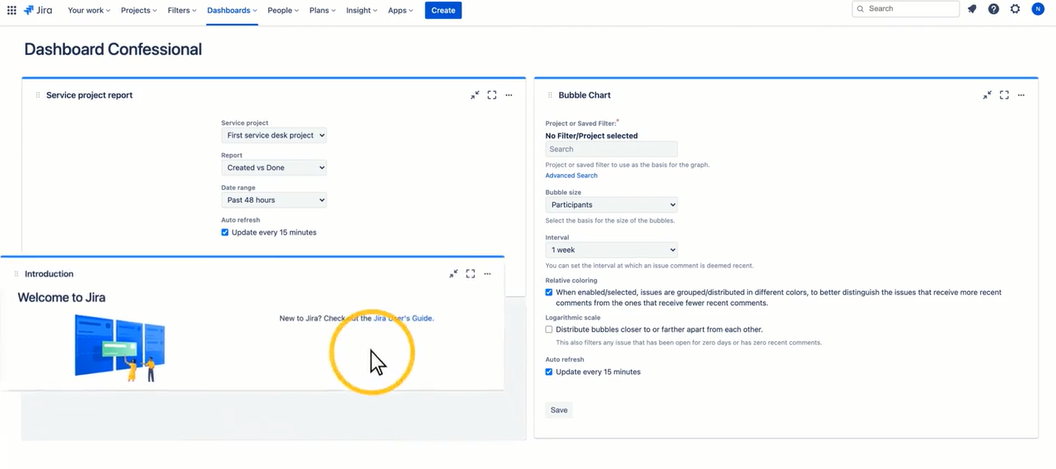 Jira Your work Projects Filters Dashboards People Plans Insight Apps Create Search N
Dashboard Confessional
Service project report
Service project
First service desk project
Report
Created vs Done
Date range
Past 48 hours
Auto refresh
Update every 15 minutes
Introduction
Welcome to Jira
New to Jira? Check out the Jira User's Guide.
Bubble Chart
Project or Saved Filter:*
No Filter/Project selected
Search
Project or saved filter to use as the basis for the graph.
Advanced Search
Bubble size
Participants
Select the basis for the size of the bubbles.
Interval
1 week
You can set the interval at which an issue comment is deemed recent.
Relative coloring
When enabled/selected, issues are grouped/distributed in different colors, to better distinguish the issues that receive more recent
comments from the ones that receive fewer recent comments.
Logarithmic scale
Distribute bubbles closer to or farther apart from each other.
This also filters any issue that has been open for zero days or has zero recent comments.
Auto refresh
Update every 15 minutes
Save